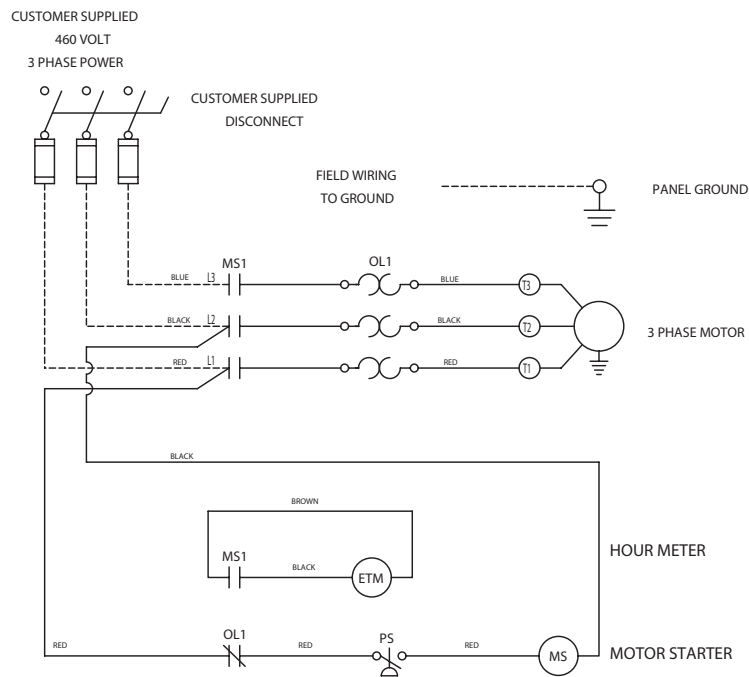 CUSTOMER SUPPLIED
460 VOLT
3 PHASE POWER
CUSTOMER SUPPLIED
DISCONNECT
FIELD WIRING
TO GROUND
PANEL GROUND
MS1
OL1
BLUE
L3
BLUE
T3
BLACK
L2
BLACK
T2
3 PHASE MOTOR
RED
L1
RED
T1
BLACK
BROWN
HOUR METER
MS1
BLACK
ETM
OL1
PS
RED
RED
RED
MS
MOTOR STARTER